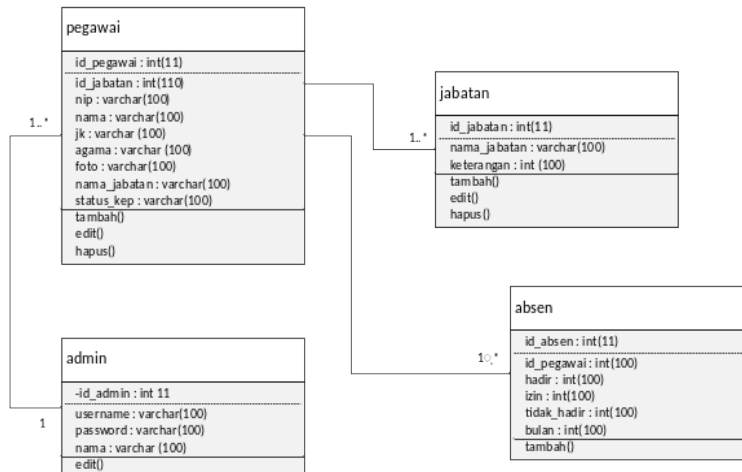 pegawai
id_pegawai : int(11)
id_jabatan : int(110)
nip : varchar(100)
nama : varchar(100)
jk : varchar (100)
agama : varchar (100)
foto : varchar(100)
nama_jabatan : varchar(100)
status_kep : varchar(100)
tambah()
edit()
hapus()
1..*
jabatan
id_jabatan : int(11)
nama_jabatan : varchar(100)
keterangan : int (100)
tambah()
edit()
hapus()
1..*
admin
-id_admin : int 11
username : varchar(100)
password : varchar(100)
nama : varchar (100)
edit()
1
absen
id_absen : int(11)
id_pegawai : int(100)
hadir : int(100)
izin : int(100)
tidak_hadir : int(100)
bulan : int(100)
tambah()
1..*